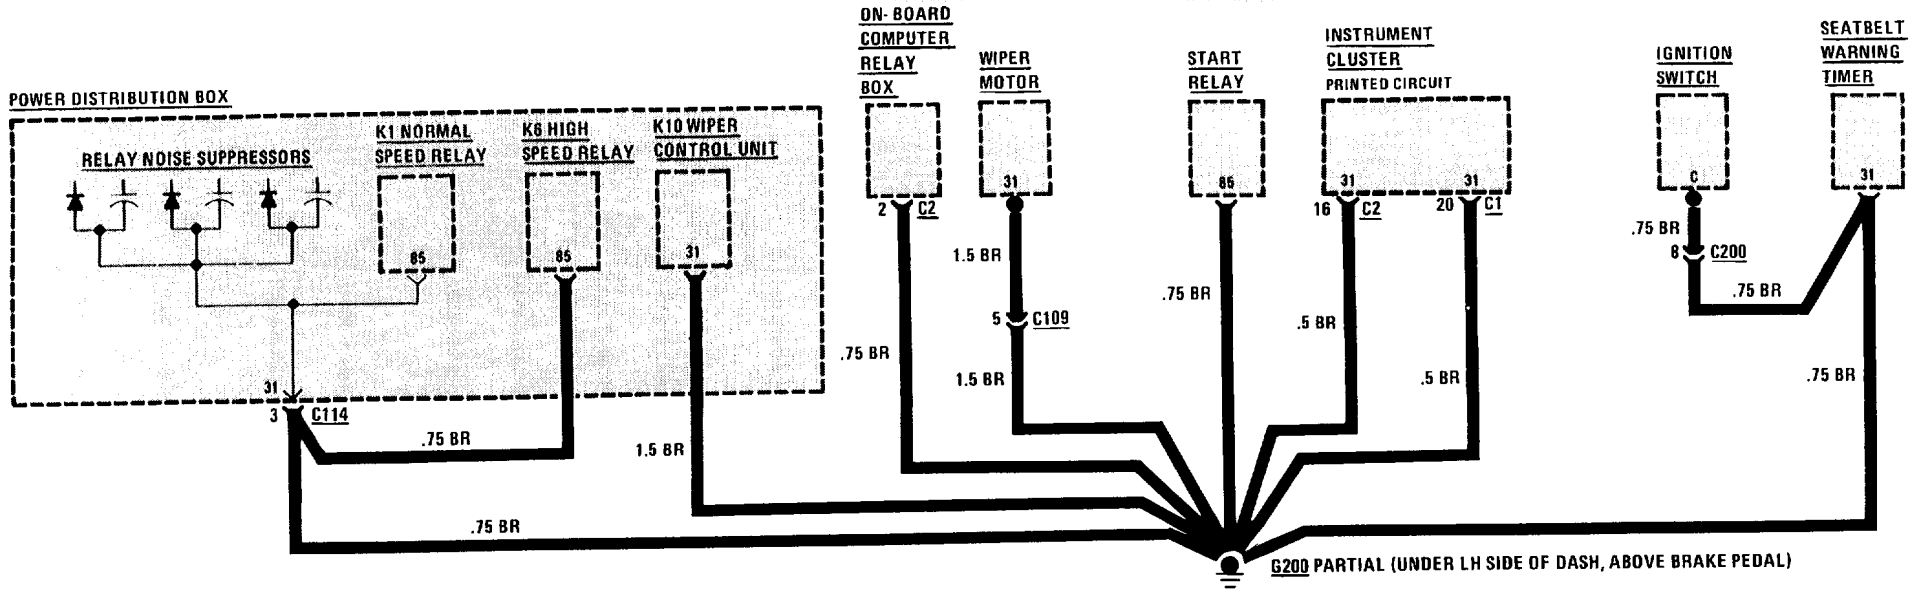 POWER DISTRIBUTION BOX
RELAY NOISE SUPPRESSORS
K1 NORMAL
SPEED RELAY
85
K6 HIGH
SPEED RELAY
85
K10 WIPER
CONTROL UNIT
31
31
3 C114
.75 BR
.75 BR
1.5 BR
ON-BOARD
COMPUTER
RELAY
BOX
2 C2
.75 BR
WIPER
MOTOR
31
1.5 BR
5 C109
1.5 BR
START
RELAY
85
.75 BR
INSTRUMENT
CLUSTER
PRINTED CIRCUIT
31
31
16 C2
20 C1
.5 BR
.5 BR
IGNITION
SWITCH
C
.75 BR
8 C200
.75 BR
SEATBELT
WARNING
TIMER
31
.75 BR
G200 PARTIAL (UNDER LH SIDE OF DASH, ABOVE BRAKE PEDAL)